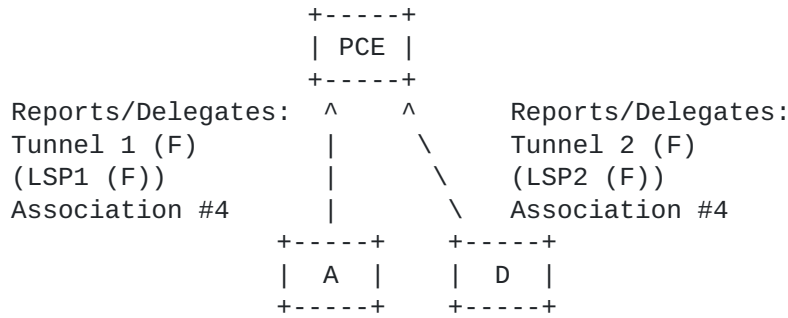 PCE
Reports/Delegates: Reports/Delegates:
Tunnel 1 (F) Tunnel 2 (F)
(LSP1 (F)) (LSP2 (F))
Association #4 Association #4
A D